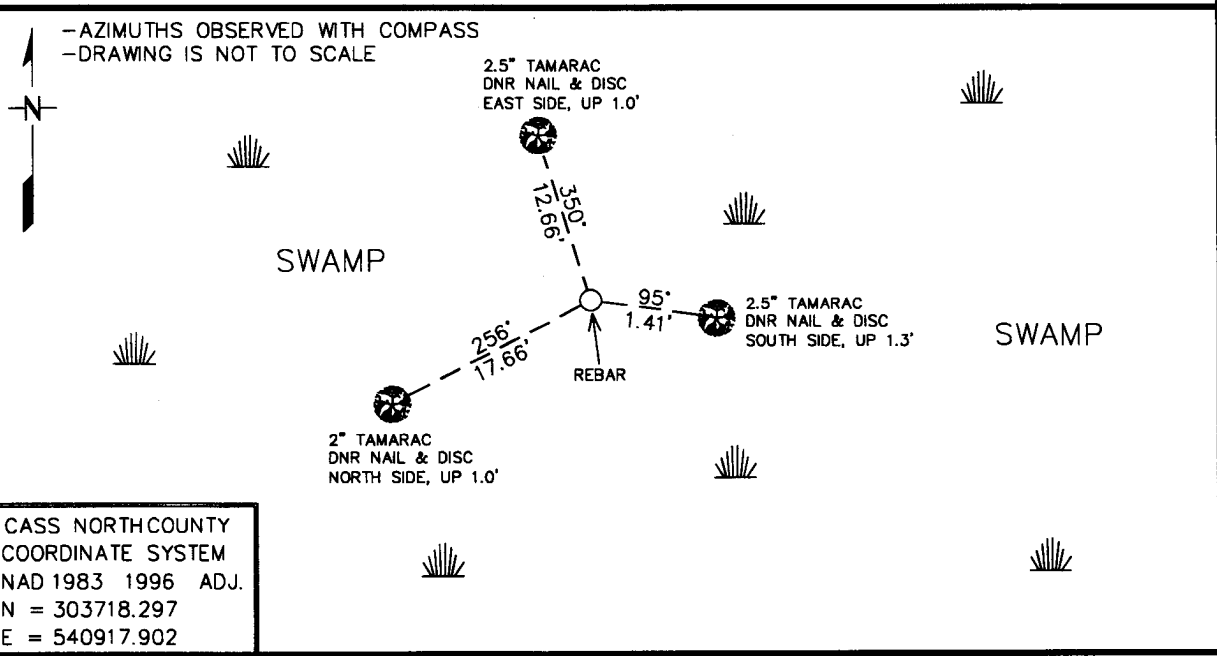 -AZIMUTHS OBSERVED WITH COMPASS
-DRAWING IS NOT TO SCALE
N
2.5" TAMARAC
DNR NAIL & DISC
EAST SIDE, UP 1.0'
350°
12.66'
SWAMP
95°
1.41'
2.5" TAMARAC
DNR NAIL & DISC
SOUTH SIDE, UP 1.3'
SWAMP
256°
17.66'
REBAR
2" TAMARAC
DNR NAIL & DISC
NORTH SIDE, UP 1.0'
CASS NORTH COUNTY
COORDINATE SYSTEM
NAD 1983 1996 ADJ.
N = 303718.297
E = 540917.902